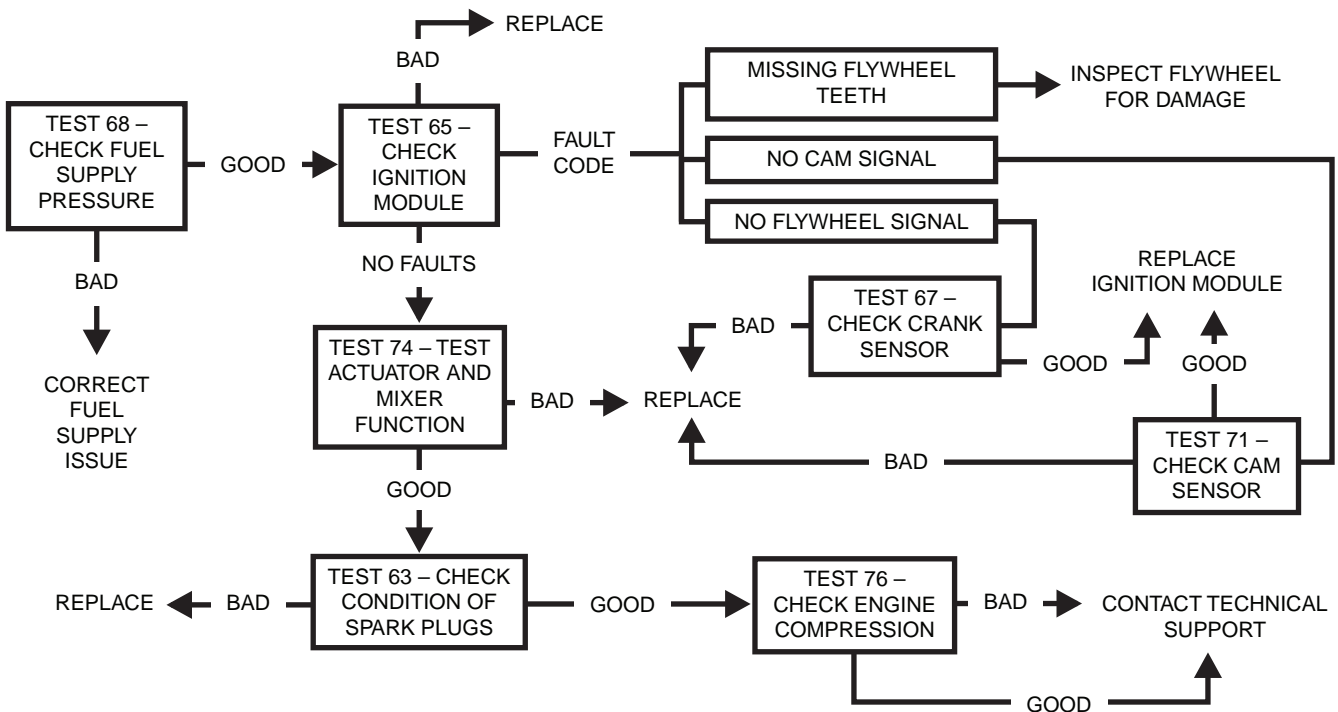 TEST 68 –
CHECK FUEL
SUPPLY
PRESSURE
GOOD
BAD
CORRECT
FUEL
SUPPLY
ISSUE
REPLACE
BAD
TEST 65 –
CHECK
IGNITION
MODULE
FAULT
CODE
MISSING FLYWHEEL
TEETH
INSPECT FLYWHEEL
FOR DAMAGE
NO CAM SIGNAL
NO FLYWHEEL SIGNAL
NO FAULTS
TEST 67 –
CHECK CRANK
SENSOR
BAD
GOOD
REPLACE
IGNITION MODULE
GOOD
TEST 71 –
CHECK CAM
SENSOR
BAD
TEST 74 – TEST
ACTUATOR AND
MIXER
FUNCTION
BAD
REPLACE
GOOD
TEST 63 – CHECK
CONDITION OF
SPARK PLUGS
BAD
REPLACE
GOOD
TEST 76 –
CHECK ENGINE
COMPRESSION
BAD
CONTACT TECHNICAL
SUPPORT
GOOD